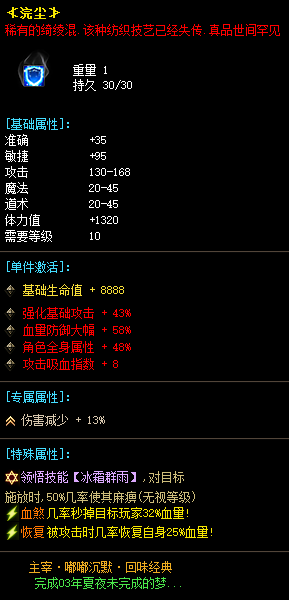 ≮浣尘≯
稀有的绮绫混.该种纺织技艺已经失传.真品世间罕见
重量 1
持久 30/30
[基础属性]:
准确 +35
敏捷 +95
攻击 130-168
魔法 20-45
道术 20-45
体力值 +1320
需要等级 10
[单件激活]:
基础生命值 + 8888
强化基础攻击 + 43%
血量防御大幅 + 58%
角色全身属性 + 48%
攻击吸血指数 + 8
[专属属性]:
伤害减少 + 13%
[特殊属性]:
领悟技能【冰霜群雨】,对目标
施放时,50%几率使其麻痹(无视等级)
血煞 几率秒掉目标玩家32%血量!
恢复 被攻击时几率恢复自身25%血量!
主宰·嘟嘟沉默·回味经典
完成03年夏夜未完成的梦...